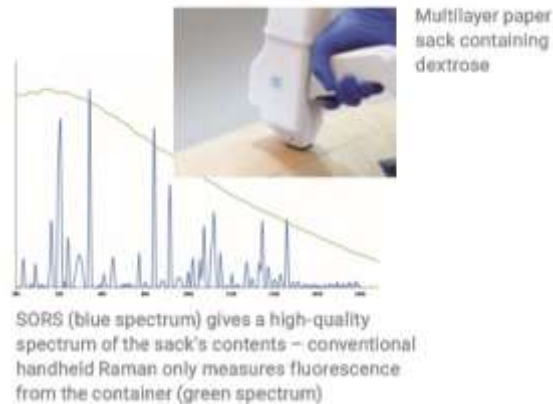 Multilayer paper
sack containing
dextrose
SORS (blue spectrum) gives a high-quality
spectrum of the sack's contents – conventional
handheld Raman only measures fluorescence
from the container (green spectrum)